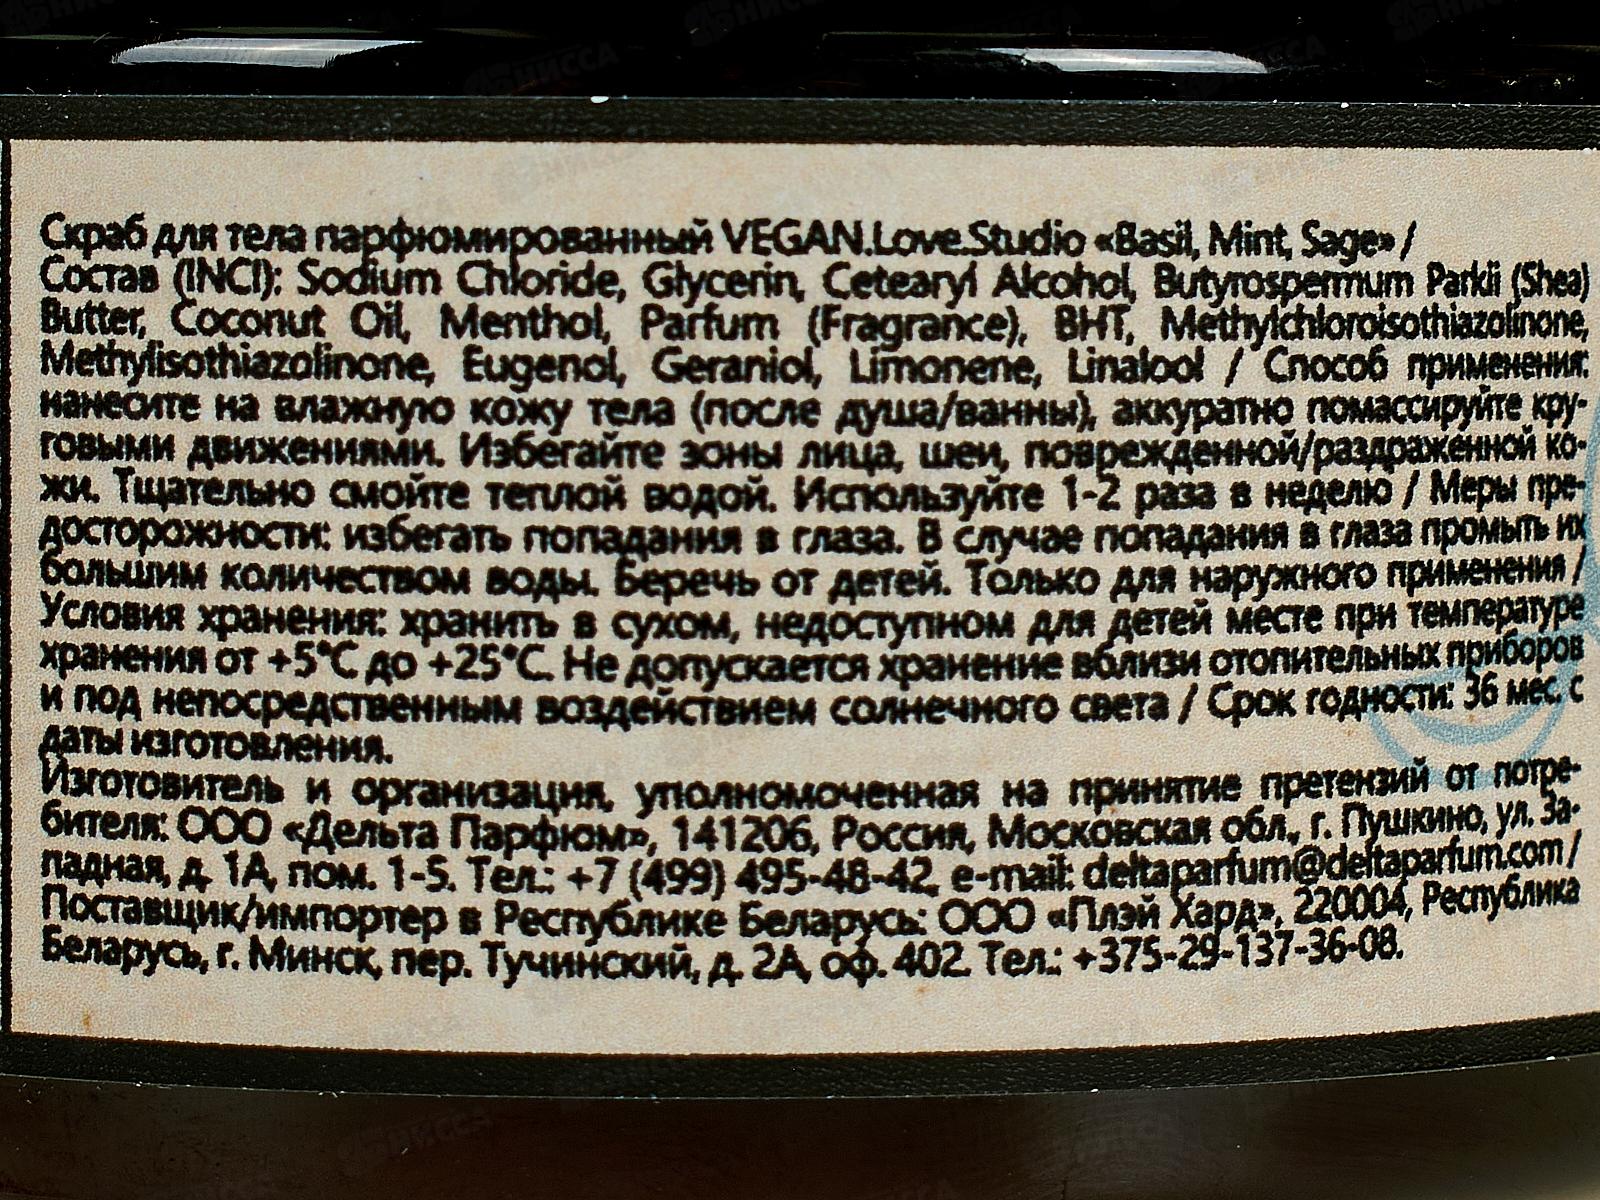 Скраб для тела парфюмированный VEGAN.Love.Studio «Basil, Mint, Sage» /
Состав (INCI): Sodium Chloride, Glycerin, Cetearyl Alcohol, Butyrospermum Parkii (Shea)
Butter, Coconut Oil, Menthol, Parfum (Fragrance), BHT, Methylchloroisothiazolinone,
Methylisothiazolinone, Eugenol, Geraniol, Limonene, Linalool / Способ применения:
нанесите на влажную кожу тела (после душа/ванны), аккуратно помассируйте кру-
говыми движениями. Избегайте зоны лица, шеи, поврежденной/раздраженной ко-
жи. Тщательно смойте теплой водой. Используйте 1-2 раза в неделю / Меры пре-
досторожности: избегать попадания в глаза. В случае попадания в глаза промыть их
большим количеством воды. Беречь от детей. Только для наружного применения /
Условия хранения: хранить в сухом, недоступном для детей месте при температуре
хранения от +5°C до +25°C. Не допускается хранение вблизи отопительных приборов
и под непосредственным воздействием солнечного света / Срок годности: 36 мес. с
даты изготовления.
Изготовитель и организация, уполномоченная на принятие претензий от потре-
бителя: ООО «Дельта Парфюм», 141206, Россия, Московская обл., г. Пушкино, ул. За-
падная, д. 1А, пом. 1-5. Тел.: +7 (499) 495-48-42, e-mail: deltaparfum@deltaparfum.com /
Поставщик/импортер в Республике Беларусь: ООО «Плэй Хард», 220004, Республика
Беларусь, г. Минск, пер. Тучинский, д. 2А, оф. 402. Тел.: +375-29-137-36-08.